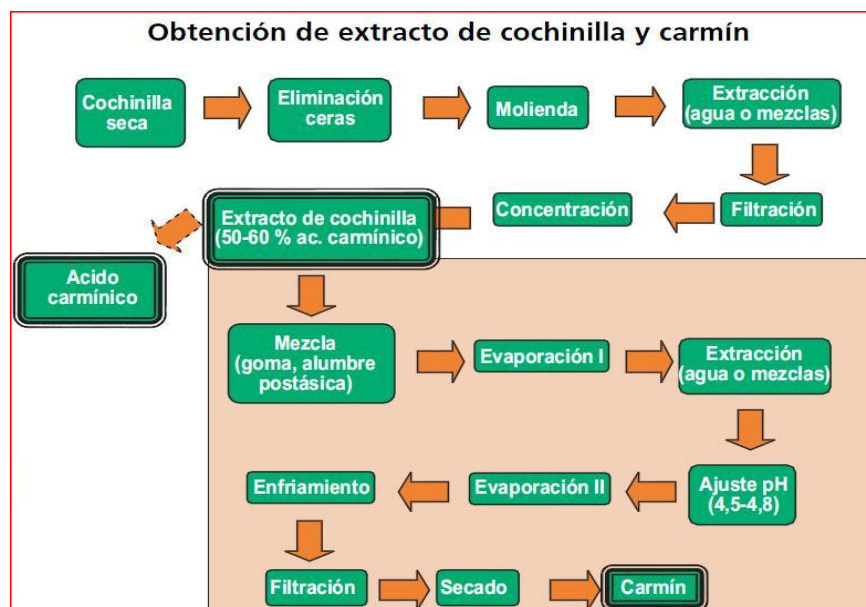 Obtención de extracto de cochinilla y carmín
Cochinilla
seca
Eliminación
ceras
Molienda
Extracción
(agua o mezclas)
Filtración
Concentración
Extracto de cochinilla
(50-60 % ac. carmínico)
Acido
carmínico
Mezcla
(goma, alumbre
postásica)
Evaporación I
Extracción
(agua o mezclas)
Ajuste pH
(4,5-4,8)
Evaporación II
Enfriamiento
Filtración
Secado
Carmín